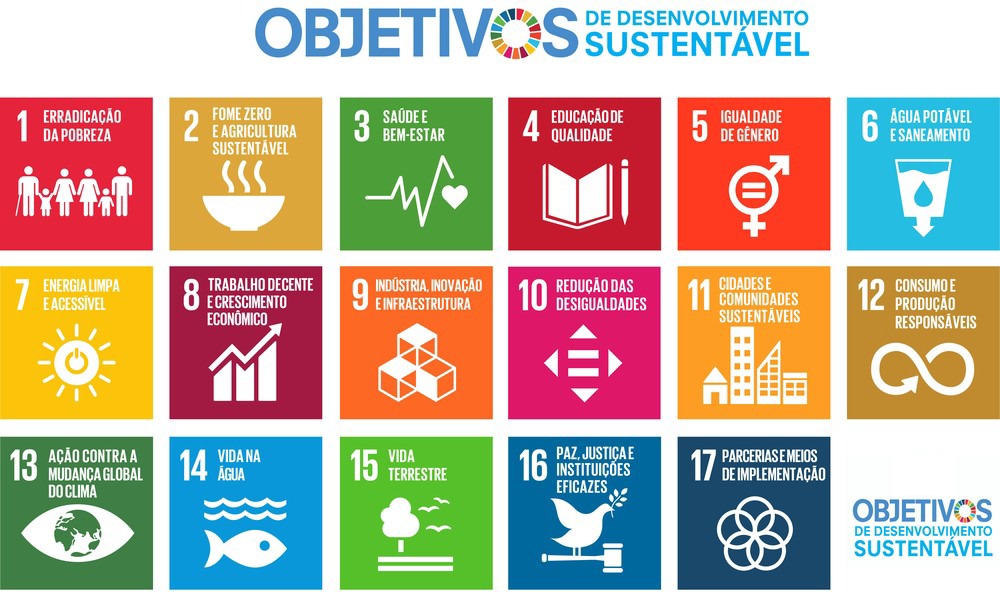 OBJETIVOS DE DESENVOLVIMENTO
SUSTENTÁVEL
1 ERRADICAÇÃO
DA POBREZA
2 FOME ZERO
E AGRICULTURA
SUSTENTÁVEL
3 SAÚDE E
BEM-ESTAR
4 EDUCAÇÃO DE
QUALIDADE
5 IGUALDADE
DE GÊNERO
6 ÁGUA POTÁVEL
E SANEAMENTO
7 ENERGIA LIMPA
E ACESSÍVEL
8 TRABALHO DECENTE
E CRESCIMENTO
ECONÔMICO
9 INDÚSTRIA, INOVAÇÃO
E INFRAESTRUTURA
10 REDUÇÃO DAS
DESIGUALDADES
11 CIDADES E
COMUNIDADES
SUSTENTÁVEIS
12 CONSUMO E
PRODUÇÃO
RESPONSÁVEIS
13 AÇÃO CONTRA A
MUDANÇA GLOBAL
DO CLIMA
14 VIDA NA
ÁGUA
15 VIDA
TERRESTRE
16 PAZ, JUSTIÇA E
INSTITUIÇÕES
EFICAZES
17 PARCERIAS E MEIOS
DE IMPLEMENTAÇÃO
OBJETIVOS
DE DESENVOLVIMENTO
SUSTENTÁVEL